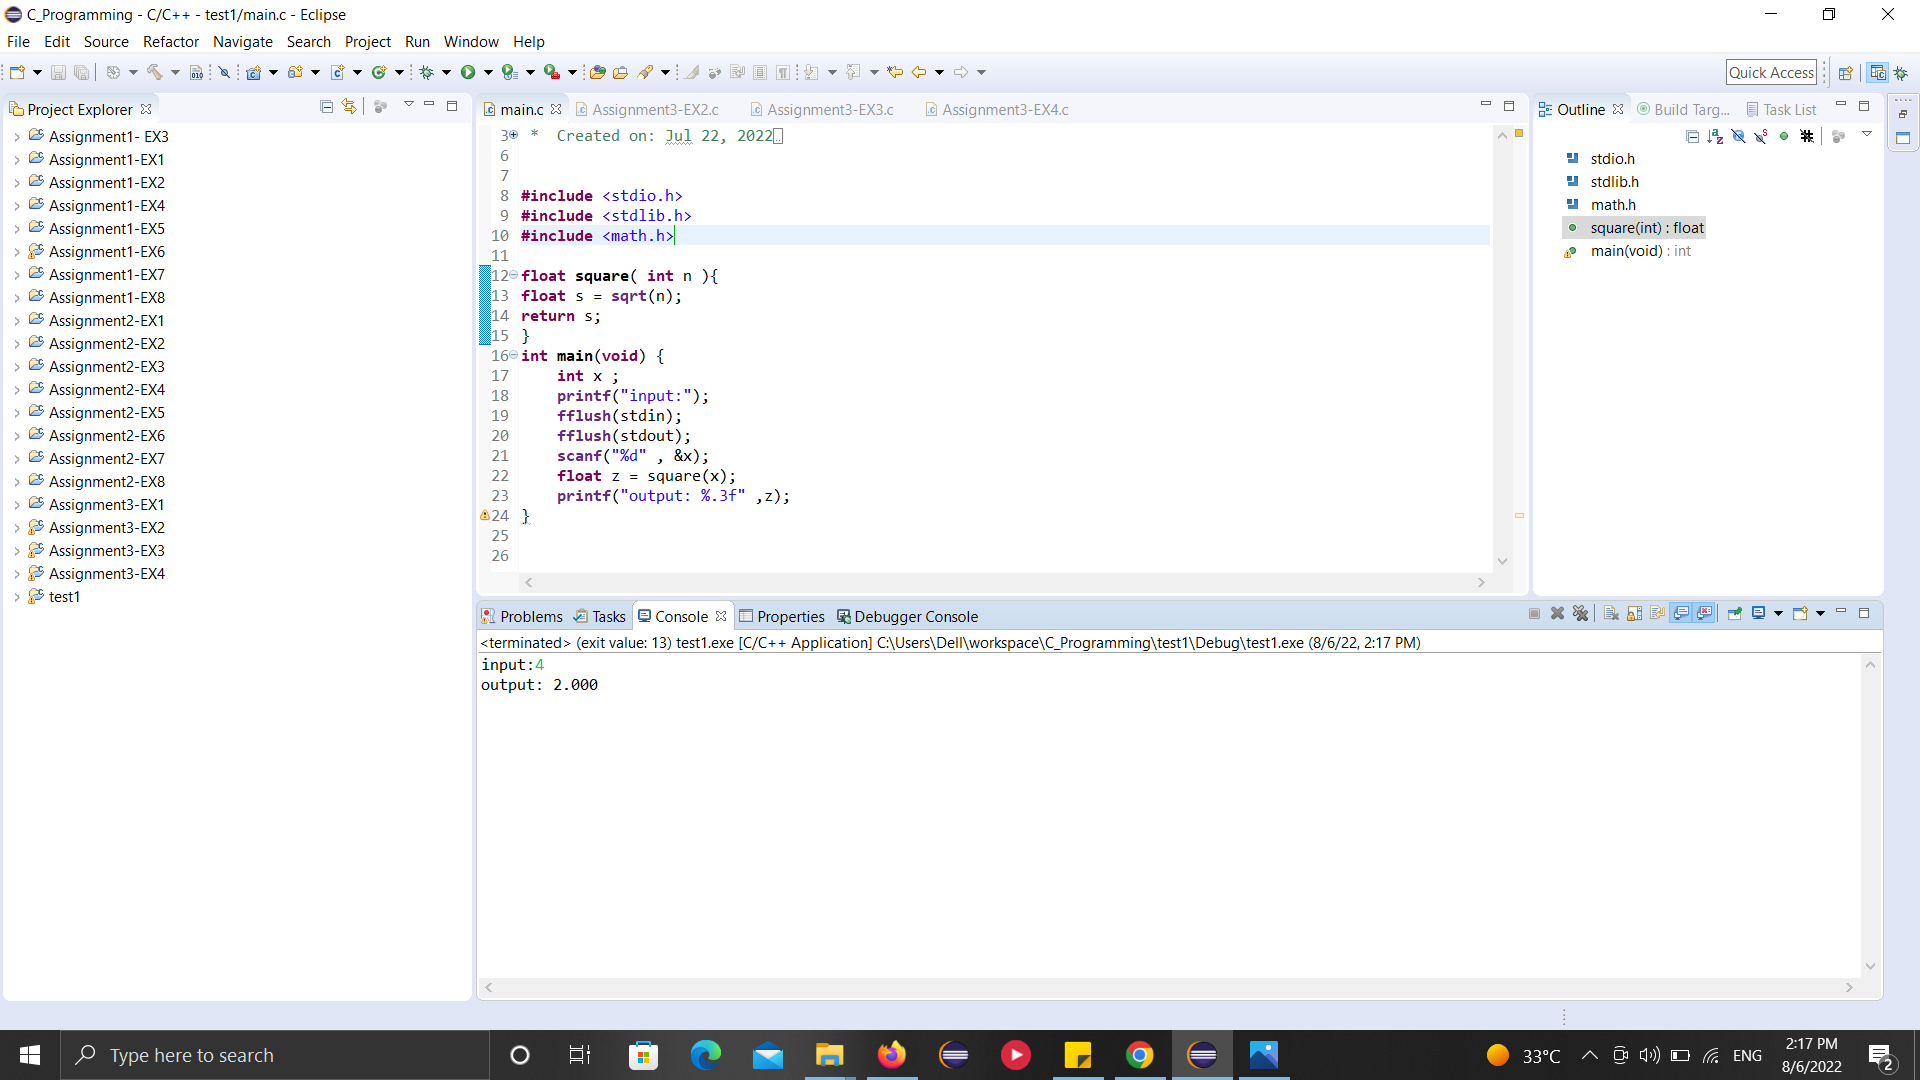 C_Programming - C/C++ - test1/main.c - Eclipse
File Edit Source Refactor Navigate Search Project Run Window Help
Quick Access
Project Explorer
Assignment1- EX3
Assignment1-EX1
Assignment1-EX2
Assignment1-EX4
Assignment1-EX5
Assignment1-EX6
Assignment1-EX7
Assignment1-EX8
Assignment2-EX1
Assignment2-EX2
Assignment2-EX3
Assignment2-EX4
Assignment2-EX5
Assignment2-EX6
Assignment2-EX7
Assignment2-EX8
Assignment3-EX1
Assignment3-EX2
Assignment3-EX3
Assignment3-EX4
test1
main.c Assignment3-EX2.c Assignment3-EX3.c Assignment3-EX4.c
3 * Created on: Jul 22, 2022
6
7
8 #include <stdio.h>
9 #include <stdlib.h>
10 #include <math.h>
11
12 float square( int n ){
13 float s = sqrt(n);
14 return s;
15 }
16 int main(void) {
17 int x ;
18 printf("input:");
19 fflush(stdin);
20 fflush(stdout);
21 scanf("%d" , &x);
22 float z = square(x);
23 printf("output: %.3f" ,z);
24 }
25
26
Outline Build Targ... Task List
stdio.h
stdlib.h
math.h
square(int) : float
main(void) : int
Problems Tasks Console Properties Debugger Console
<terminated> (exit value: 13) test1.exe [C/C++ Application] C:\Users\Dell\workspace\C_Programming\test1\Debug\test1.exe (8/6/22, 2:17 PM)
input:4
output: 2.000
Type here to search
33°C
ENG
2:17 PM
8/6/2022
2